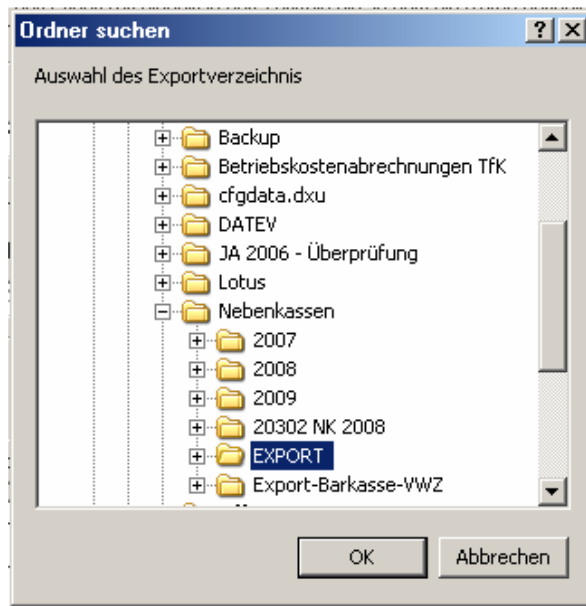 Ordner suchen
Auswahl des Exportverzeichnis
Backup
Betriebskostenabrechnungen TfK
cfgdata.dxu
DATEV
JA 2006 - Überprüfung
Lotus
Nebenkassen
2007
2008
2009
20302 NK 2008
EXPORT
Export-Barkasse-VWZ
OK
Abbrechen